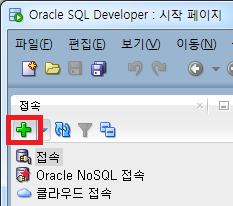 Oracle SQL Developer : 시작 페이지
파일(F) 편집(E) 보기(V) 이동(N)
접속
접속
Oracle NoSQL 접속
클라우드 접속